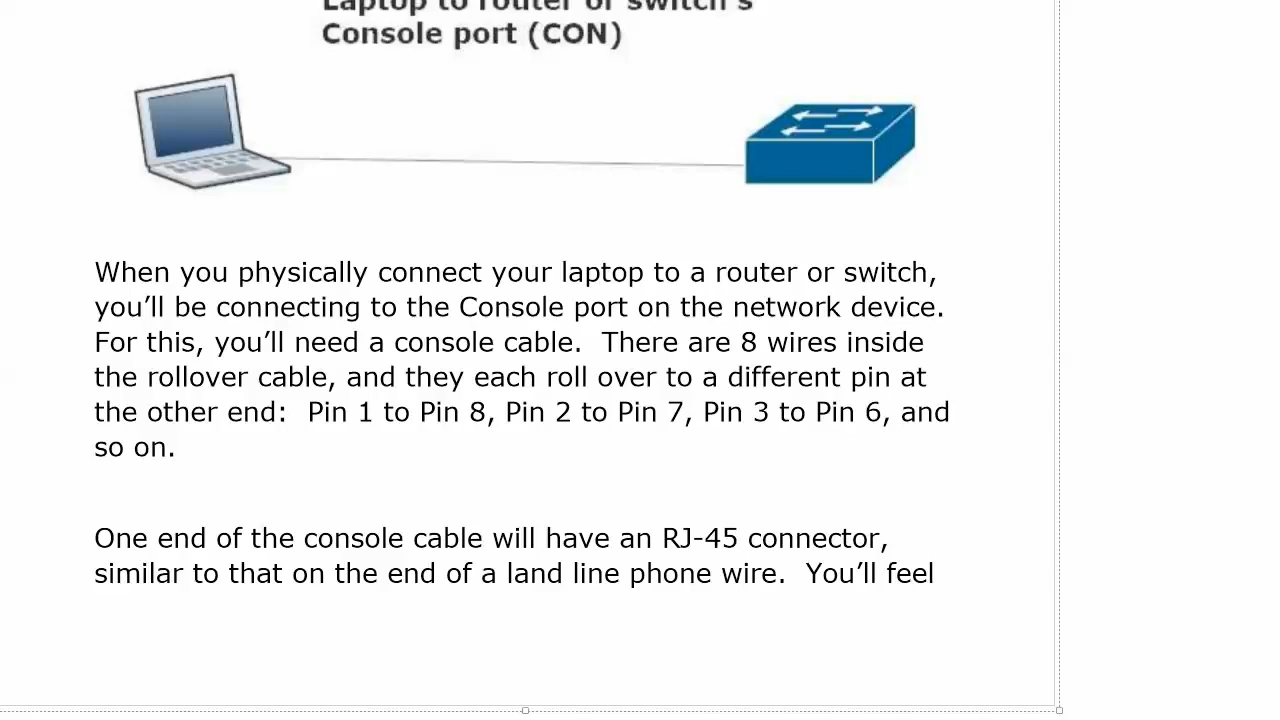 Laptop to router or switch's
Console port (CON)
When you physically connect your laptop to a router or switch,
you’ll be connecting to the Console port on the network device.
For this, you’ll need a console cable.  There are 8 wires inside
the rollover cable, and they each roll over to a different pin at
the other end:  Pin 1 to Pin 8, Pin 2 to Pin 7, Pin 3 to Pin 6, and
so on.
One end of the console cable will have an RJ-45 connector,
similar to that on the end of a land line phone wire.  You’ll feel